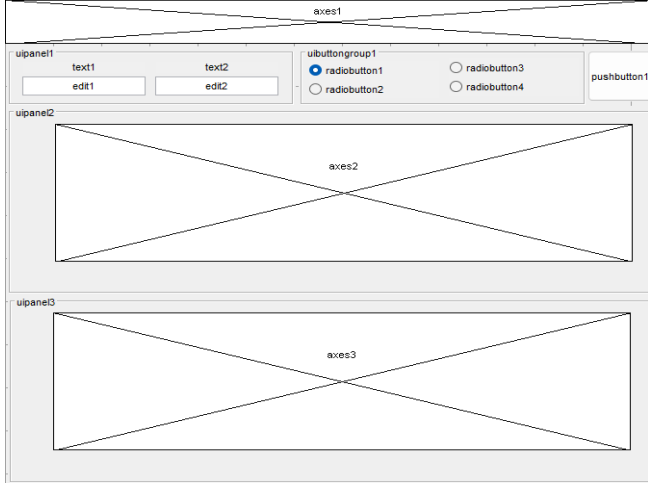 axes1
uipanel1
text1 text2
edit1 edit2
uibuttongroup1
radiobutton1 radiobutton3
radiobutton2 radiobutton4
pushbutton1
uipanel2
axes2
uipanel3
axes3